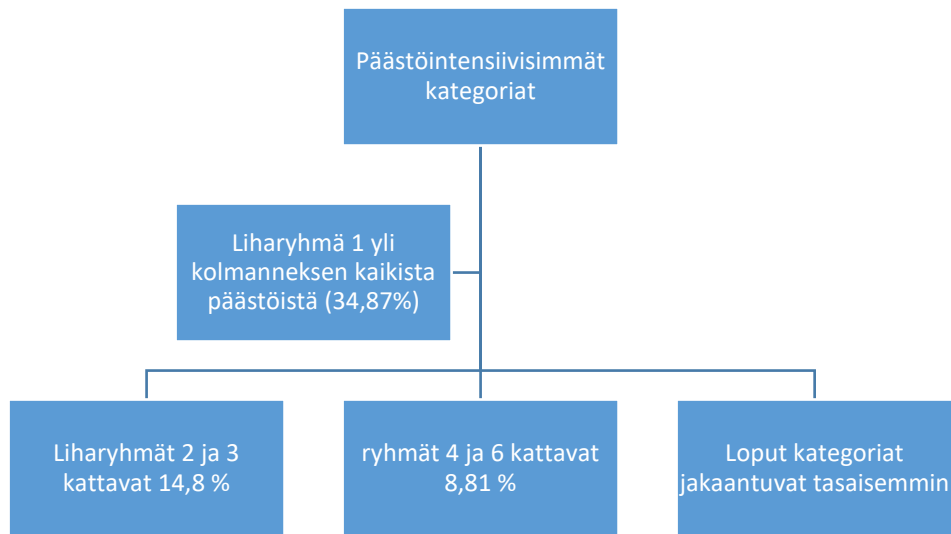 Päästöintensiivisimmät
kategoriat
Liharyhmä 1 yli
kolmanneksen kaikista
päästöistä (34,87%)
Liharyhmät 2 ja 3
kattavat 14,8 %
ryhmät 4 ja 6 kattavat
8,81 %
Loput kategoriat
jakaantuvat tasaisemmin